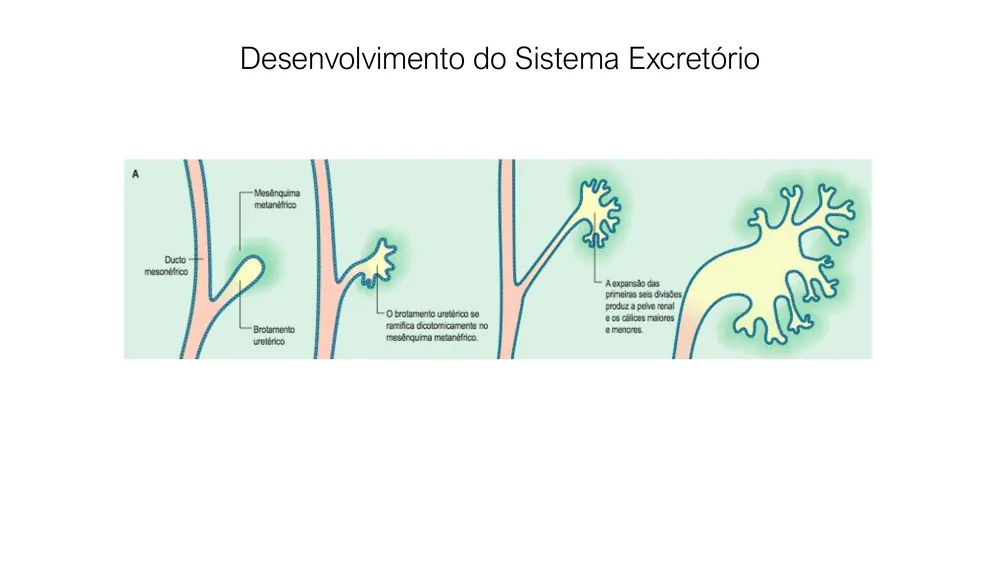 Desenvolvimento do Sistema Excretório
A
Mesênquima
metanéfrico
Ducto
mesonéfrico
Brotamento
uretérico
O brotamento uretérico se
ramifica dicotomicamente no
mesênquima metanéfrico.
A expansão das
primeiras seis divisões
produz a pelve renal
e os cálices maiores
e menores.